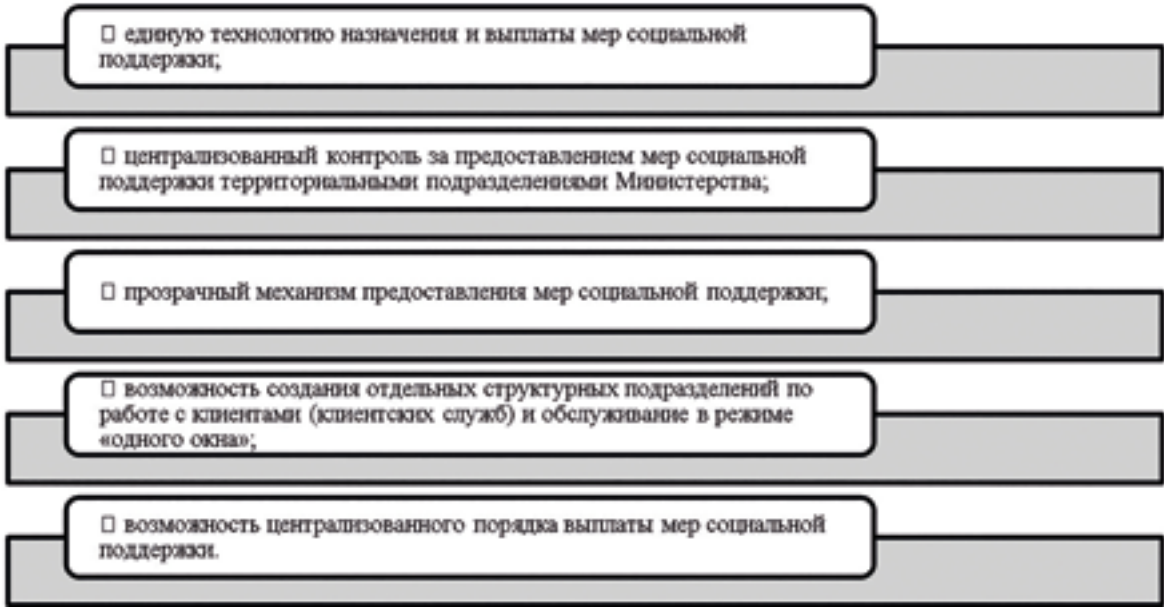 ▯ единую технологию назначения и выплаты мер социальной
поддержки;
▯ централизованный контроль за предоставлением мер социальной
поддержки территориальными подразделениями Министерства;
▯ прозрачный механизм предоставления мер социальной поддержки;
▯ возможность создания отдельных структурных подразделений по
работе с клиентами (клиентских служб) и обслуживание в режиме
«одного окна»;
▯ возможность централизованного порядка выплаты мер социальной
поддержки.